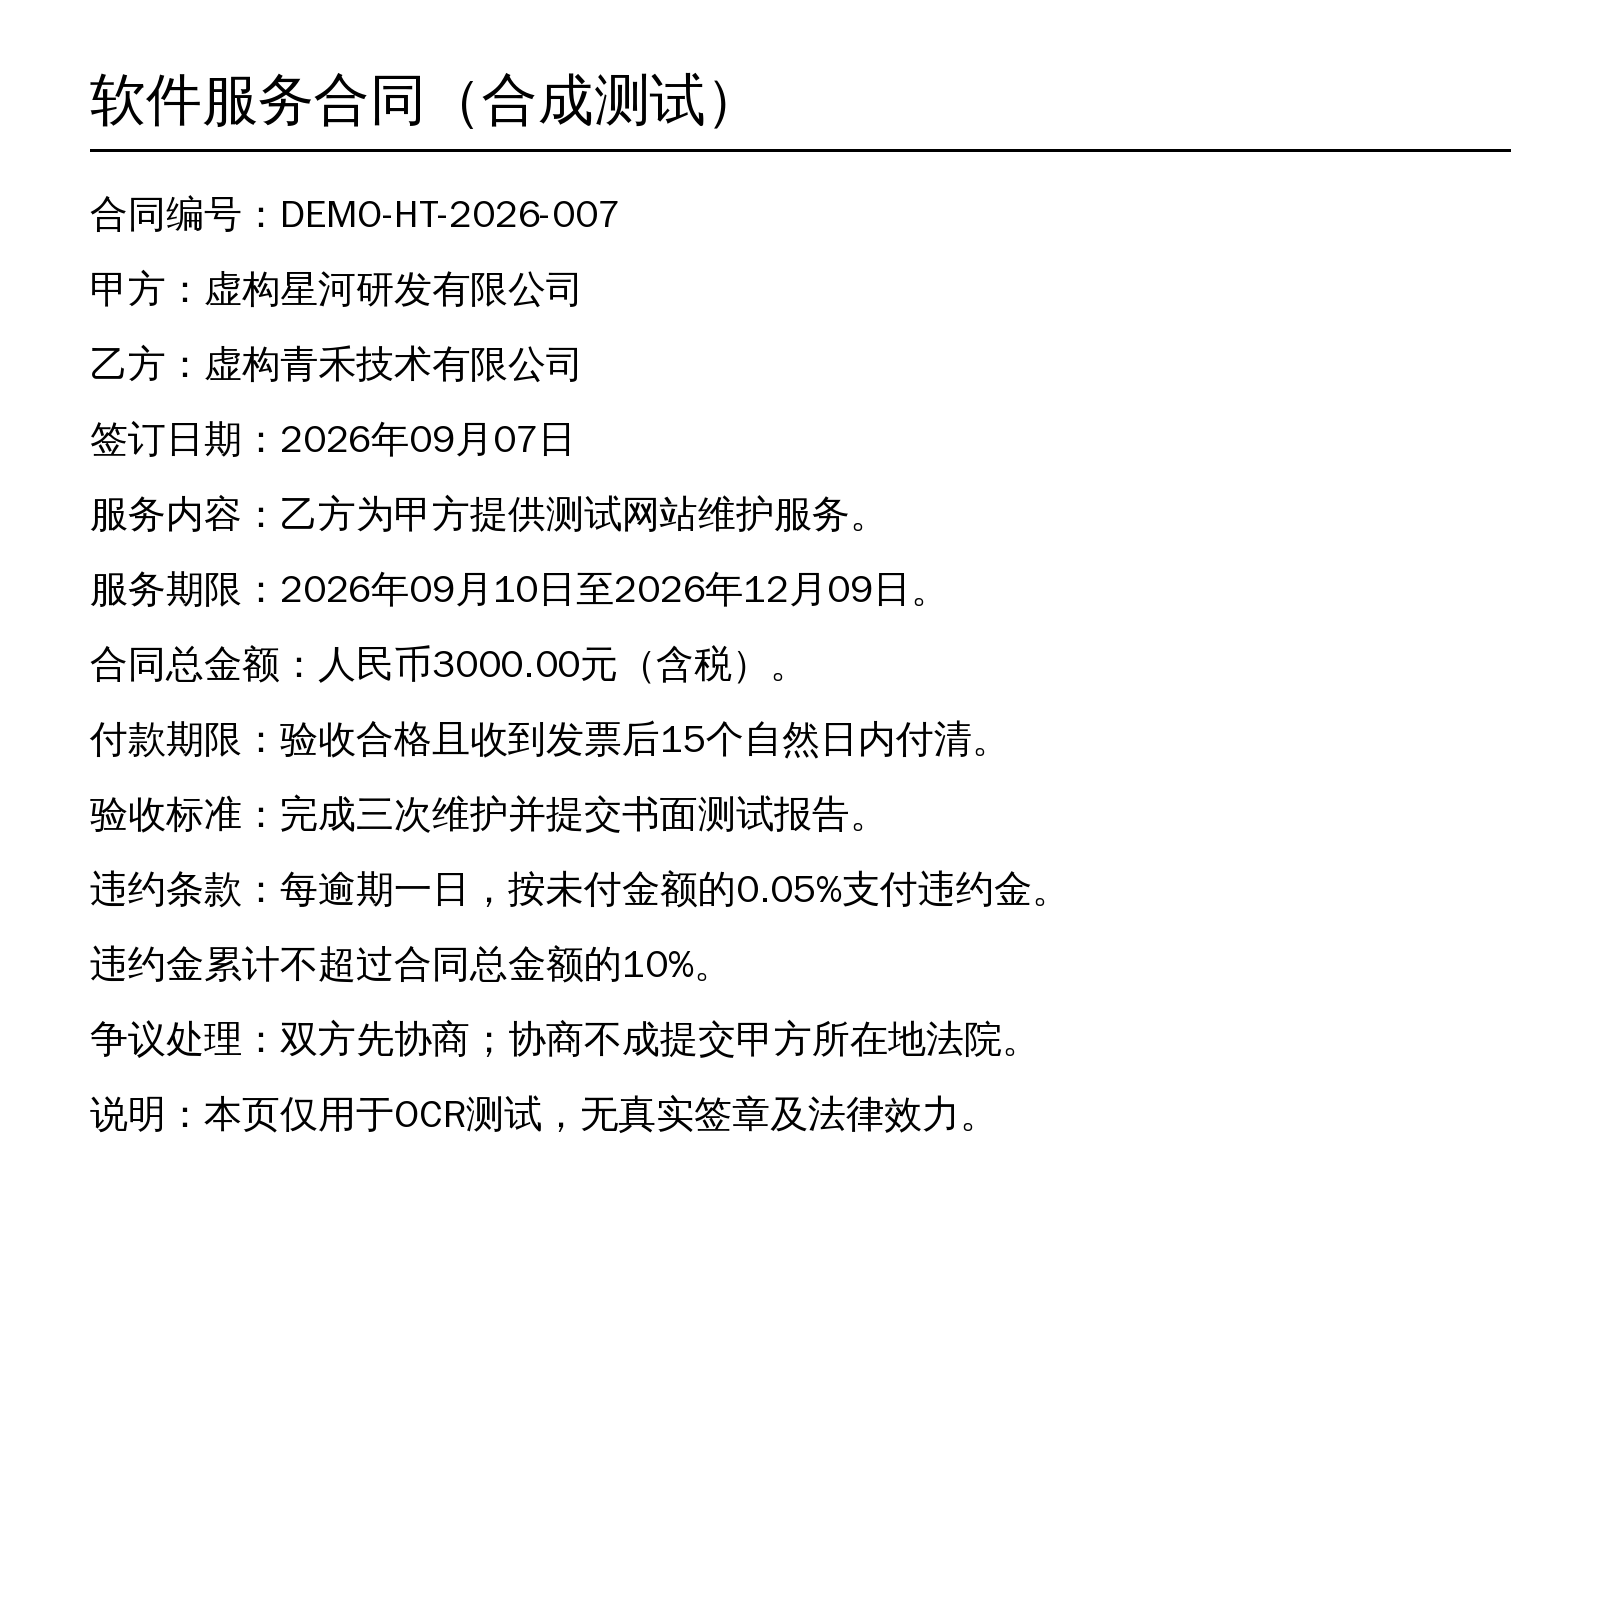 软件服务合同（合成测试）
合同编号：DEMO-HT-2026-007
甲方：虚构星河研发有限公司
乙方：虚构青禾技术有限公司
签订日期：2026年09月07日
服务内容：乙方为甲方提供测试网站维护服务。
服务期限：2026年09月10日至2026年12月09日。
合同总金额：人民币3000.00元（含税）。
付款期限：验收合格且收到发票后15个自然日内付清。
验收标准：完成三次维护并提交书面测试报告。
违约条款：每逾期一日，按未付金额的0.05%支付违约金。
违约金累计不超过合同总金额的10%。
争议处理：双方先协商；协商不成提交甲方所在地法院。
说明：本页仅用于OCR测试，无真实签章及法律效力。